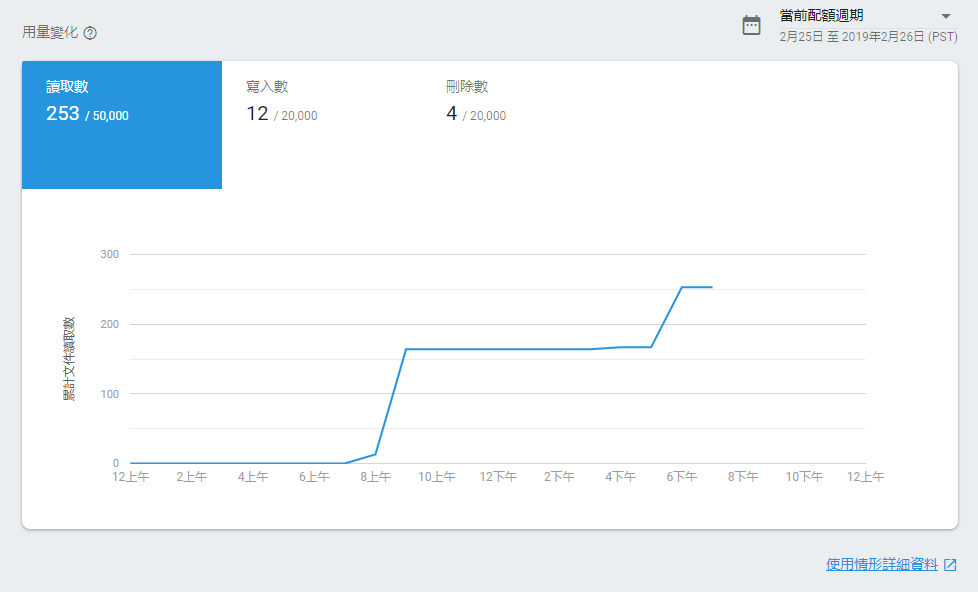 用量變化
當前配額週期
2月25日 至 2019年2月26日 (PST)
讀取數
253 / 50,000
寫入數
12 / 20,000
刪除數
4 / 20,000
累計文件讀取數
300
200
100
0
12上午 2上午 4上午 6上午 8上午 10上午 12下午 2下午 4下午 6下午 8下午 10下午 12上午
使用情形詳細資料